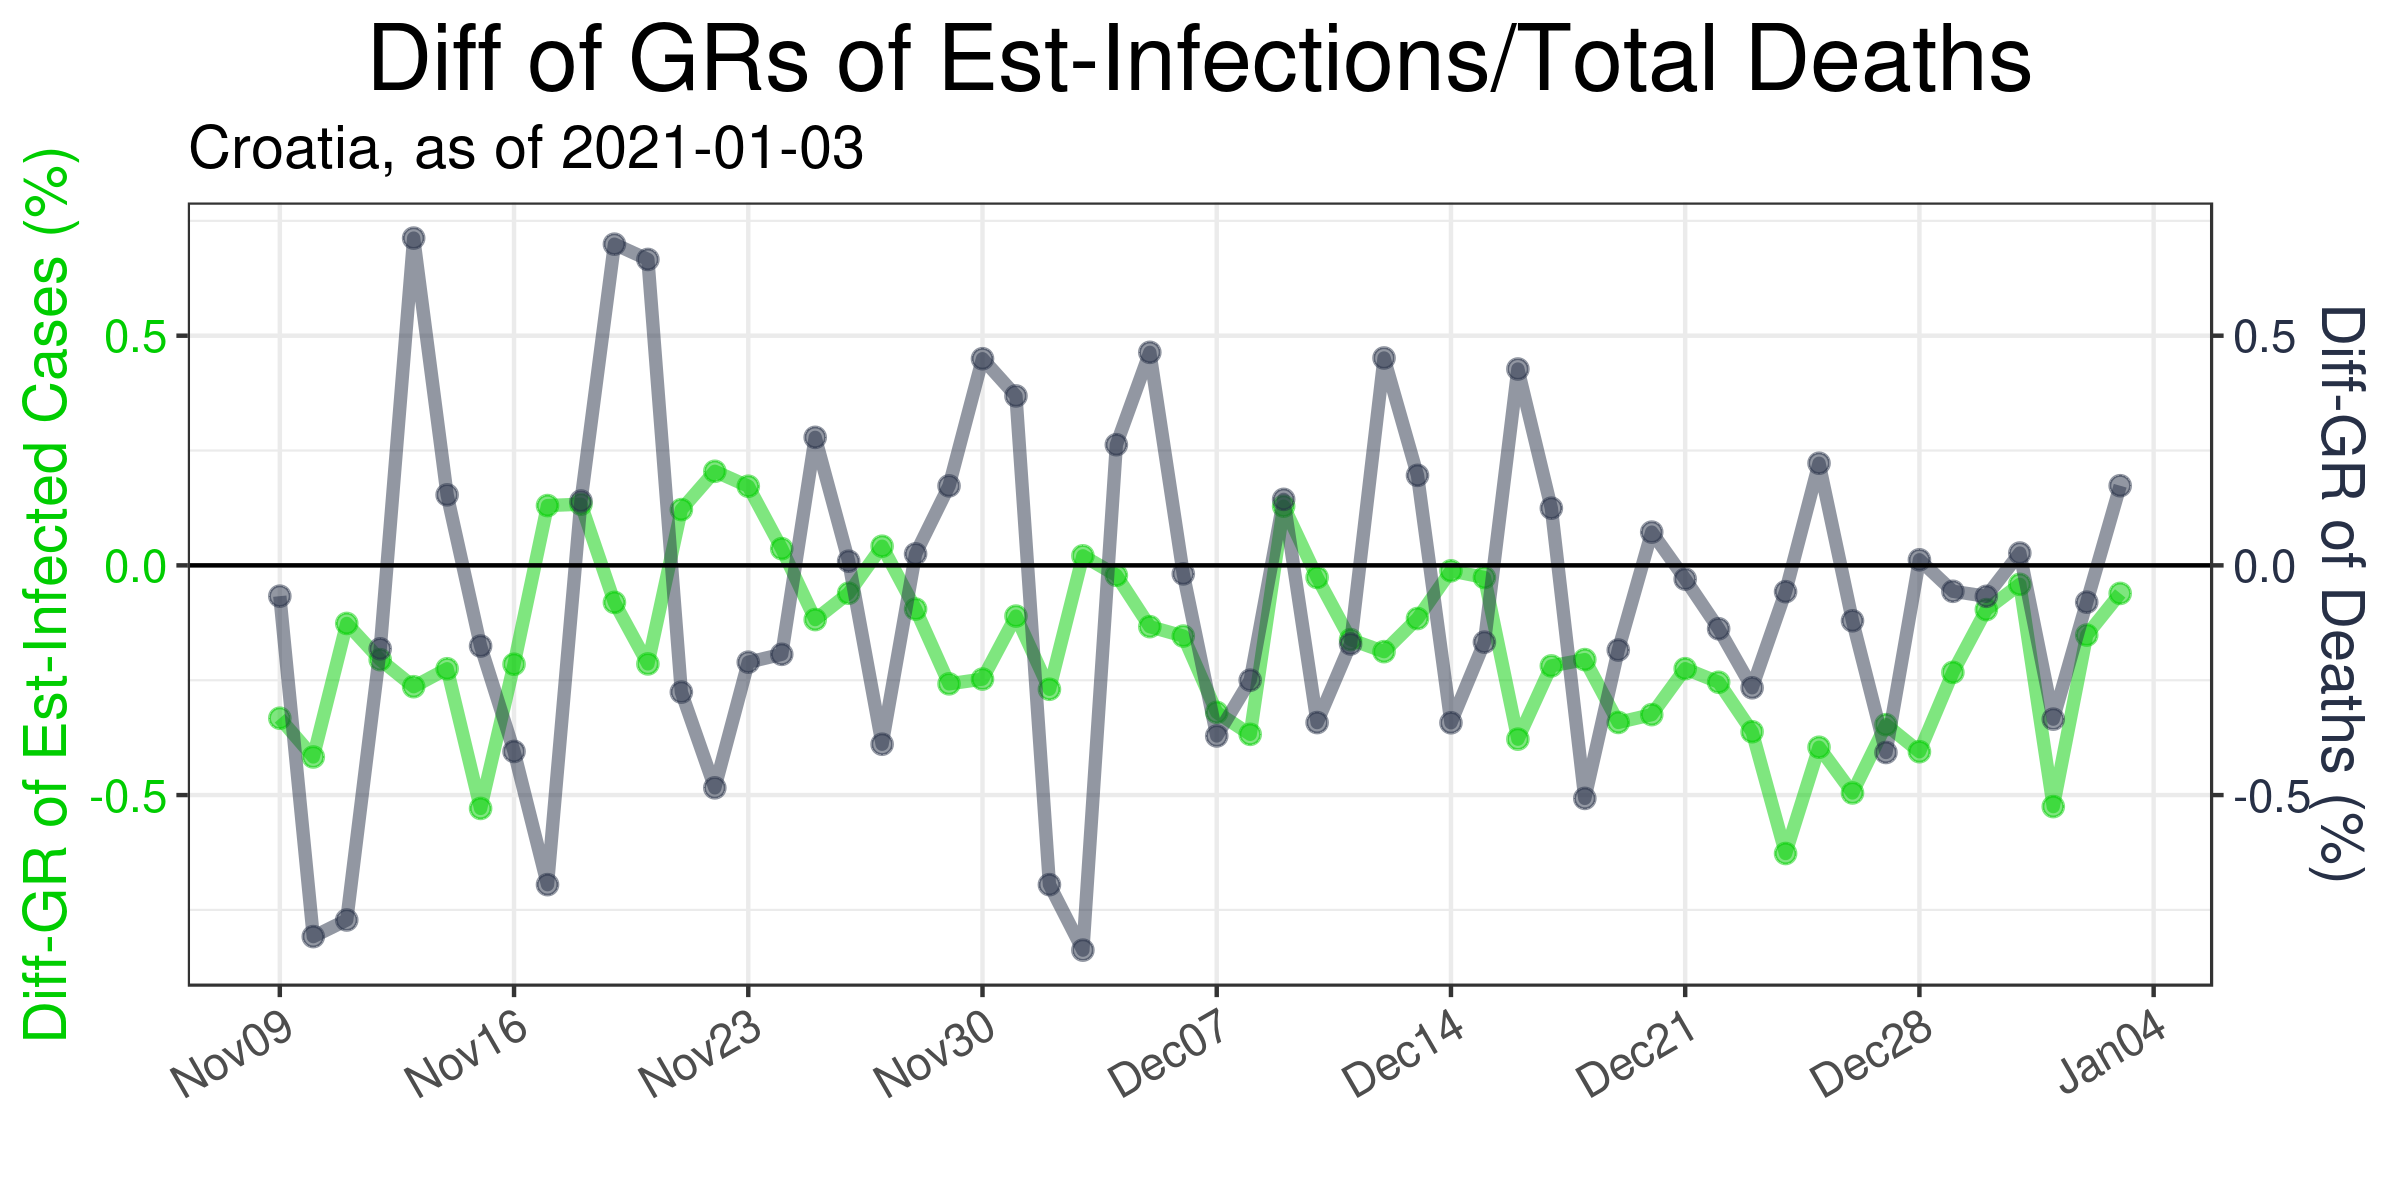 Diff of GRs of Est-Infections/Total Deaths
Croatia, as of 2021-01-03
Diff-GR of Est-Infected Cases (%)
0.5
0.0
-0.5
0.5
0.0
-0.5
Diff-GR of Deaths (%)
Nov09
Nov16
Nov23
Nov30
Dec07
Dec14
Dec21
Dec28
Jan04